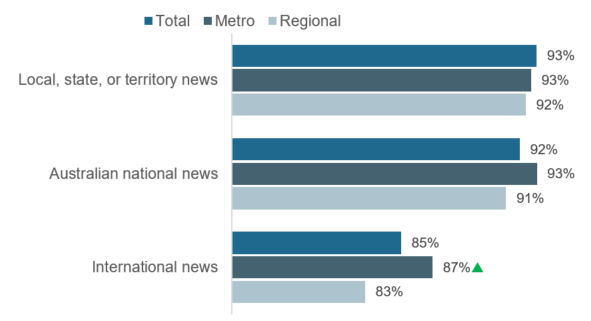 Total Metro Regional
Local, state, or territory news
93%
93%
92%
Australian national news
92%
93%
91%
International news
85%
87%
83%